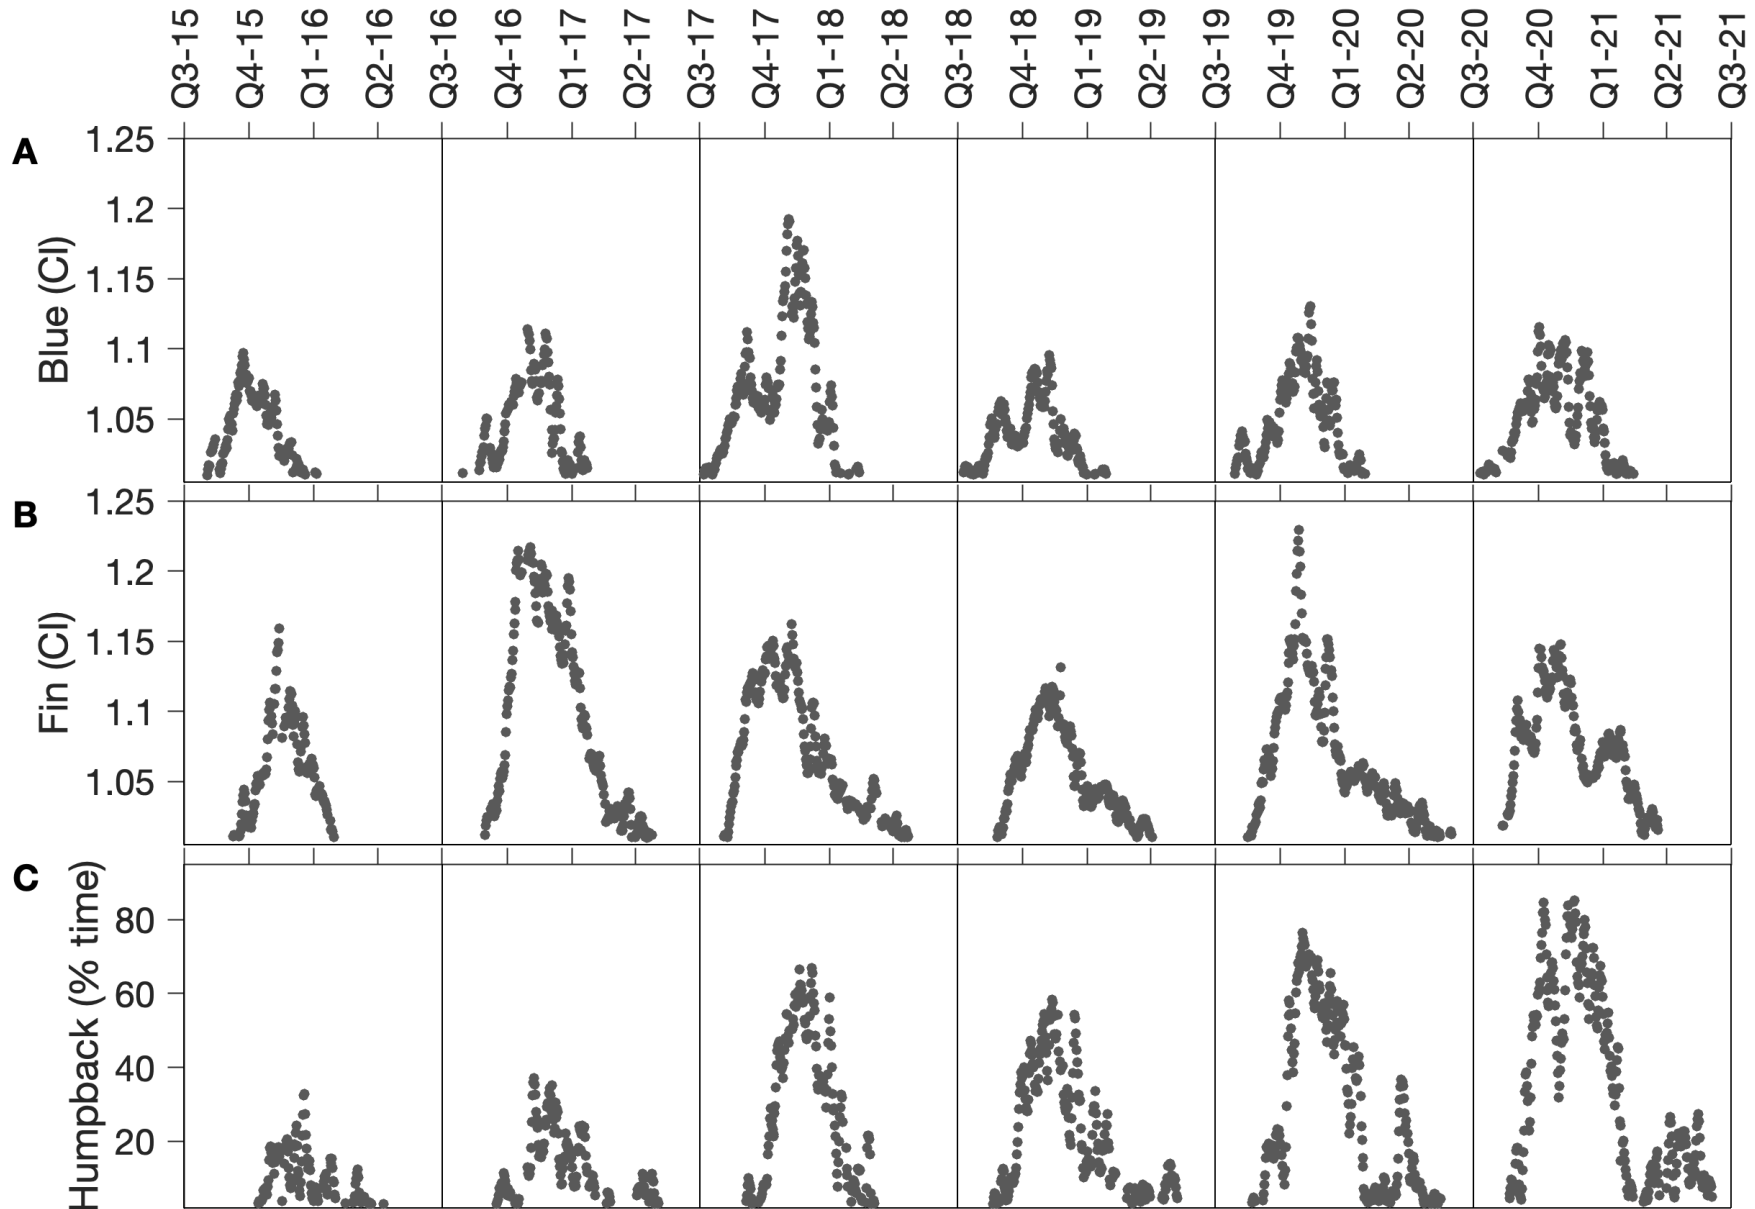 Q3-15 Q4-15 Q1-16 Q2-16 Q3-16 Q4-16 Q1-17 Q2-17 Q3-17 Q4-17 Q1-18 Q2-18 Q3-18 Q4-18 Q1-19 Q2-19 Q3-19 Q4-19 Q1-20 Q2-20 Q3-20 Q4-20 Q1-21 Q2-21 Q3-21
A
Blue (CI)
1.25
1.2
1.15
1.1
1.05
B
Fin (CI)
1.25
1.2
1.15
1.1
1.05
C
Humpback (% time)
80
60
40
20